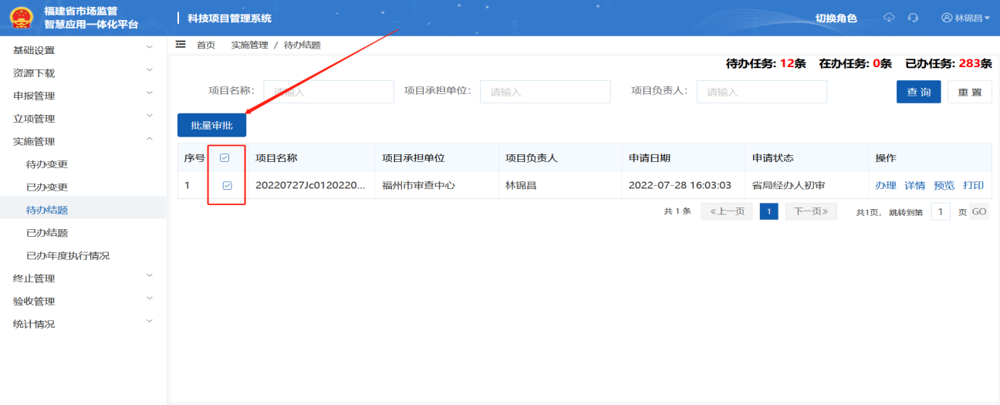 福建省市场监管
智慧应用一体化平台
科技项目管理系统
切换角色
林锦昌
基础设置
资源下载
申报管理
立项管理
实施管理
待办变更
已办变更
待办结题
已办结题
已办年度执行情况
终止管理
验收管理
统计情况
首页 实施管理 / 待办结题
待办任务: 12条 在办任务: 0条 已办任务: 283条
项目名称: 请输入 项目承担单位: 请输入 项目负责人: 请输入 查 询 重 置
批量审批
序号 项目名称 项目承担单位 项目负责人 申请日期 申请状态 操作
1 20220727Jc0120220... 福州市审查中心 林锦昌 2022-07-28 16:03:03 省局经办人初审 办理 详情 预览 打印
共 1 条 《上一页 1 下一页》 共1页, 跳转到第 1 页 GO